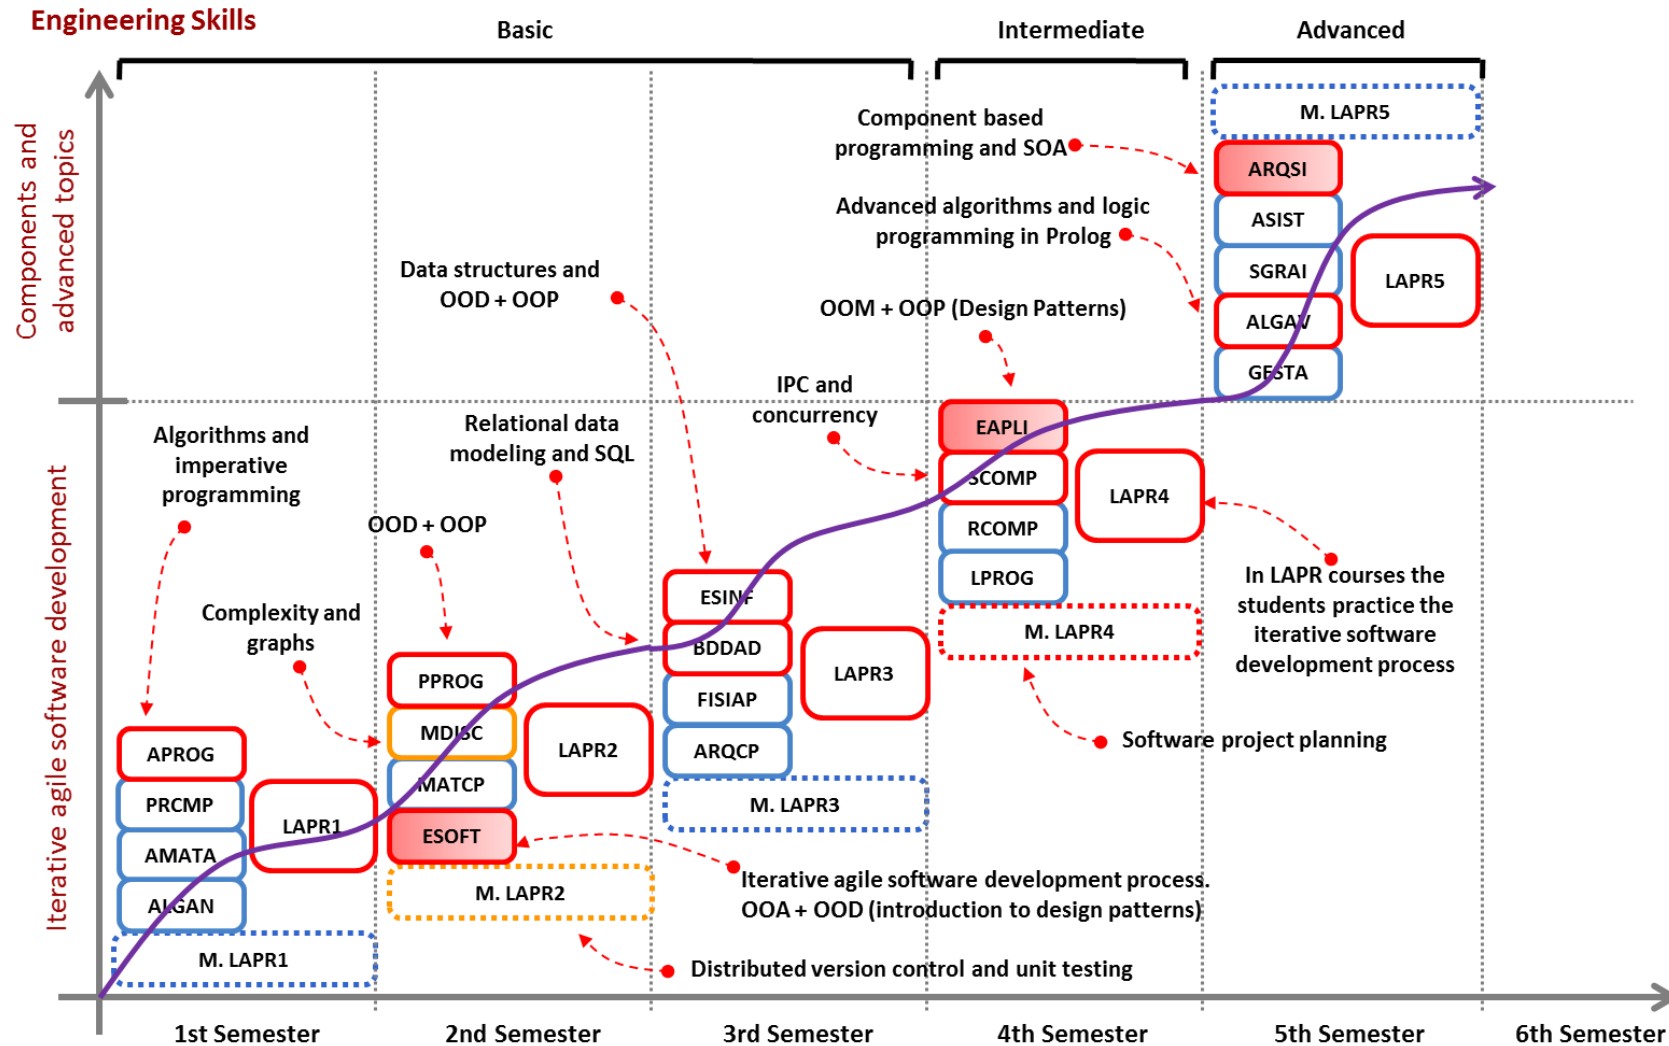 Engineering Skills
Basic
Intermediate
Advanced
Components and
advanced topics
Iterative agile software development
M. LAPR5
Component based
programming and SOA
ARQSI
ASIST
SGRAI
ALGAV
GESTA
LAPR5
Advanced algorithms and logic
programming in Prolog
Data structures and
OOD + OOP
OOM + OOP (Design Patterns)
IPC and
concurrency
EAPLI
SCOMP
RCOMP
LPROG
LAPR4
M. LAPR4
Algorithms and
imperative
programming
Relational data
modeling and SQL
OOD + OOP
In LAPR courses the
students practice the
iterative software
development process
ESINF
BDDAD
FISIAP
ARQCP
LAPR3
M. LAPR3
Complexity and
graphs
Software project planning
PPROG
MDISC
MATCP
ESOFT
LAPR2
M. LAPR2
APROG
PRCMP
AMATA
ALGAN
LAPR1
M. LAPR1
Iterative agile software development process.
OOA + OOD (introduction to design patterns)
Distributed version control and unit testing
1st Semester
2nd Semester
3rd Semester
4th Semester
5th Semester
6th Semester